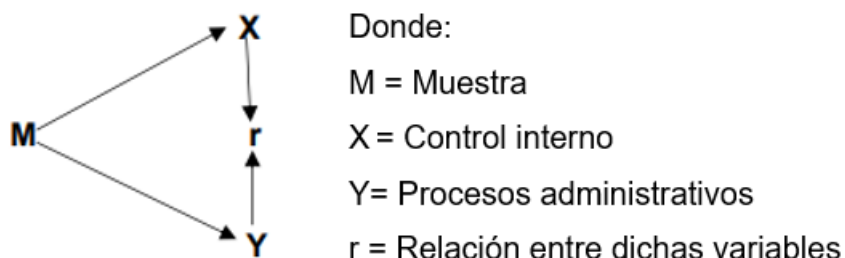 X
M
r
Y
Donde:
M = Muestra
X = Control interno
Y= Procesos administrativos
r = Relación entre dichas variables